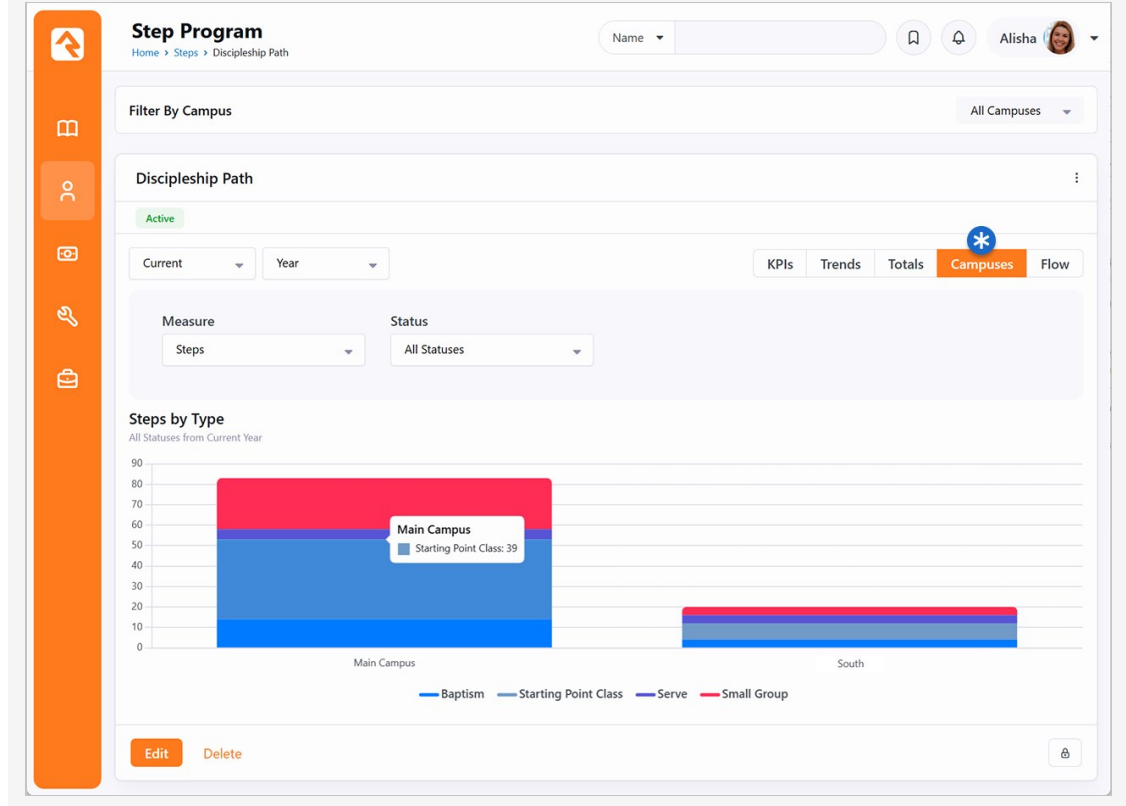 Step Program
Home › Steps › Discipleship Path
Name
Alisha
Filter By Campus
All Campuses
Discipleship Path
Active
Current
Year
KPIs
Trends
Totals
Campuses
Flow
Measure
Status
Steps
All Statuses
Steps by Type
All Statuses from Current Year
90
80
70
60
50
40
30
20
10
0
Main Campus
Starting Point Class: 39
Main Campus
South
Baptism
Starting Point Class
Serve
Small Group
Edit
Delete